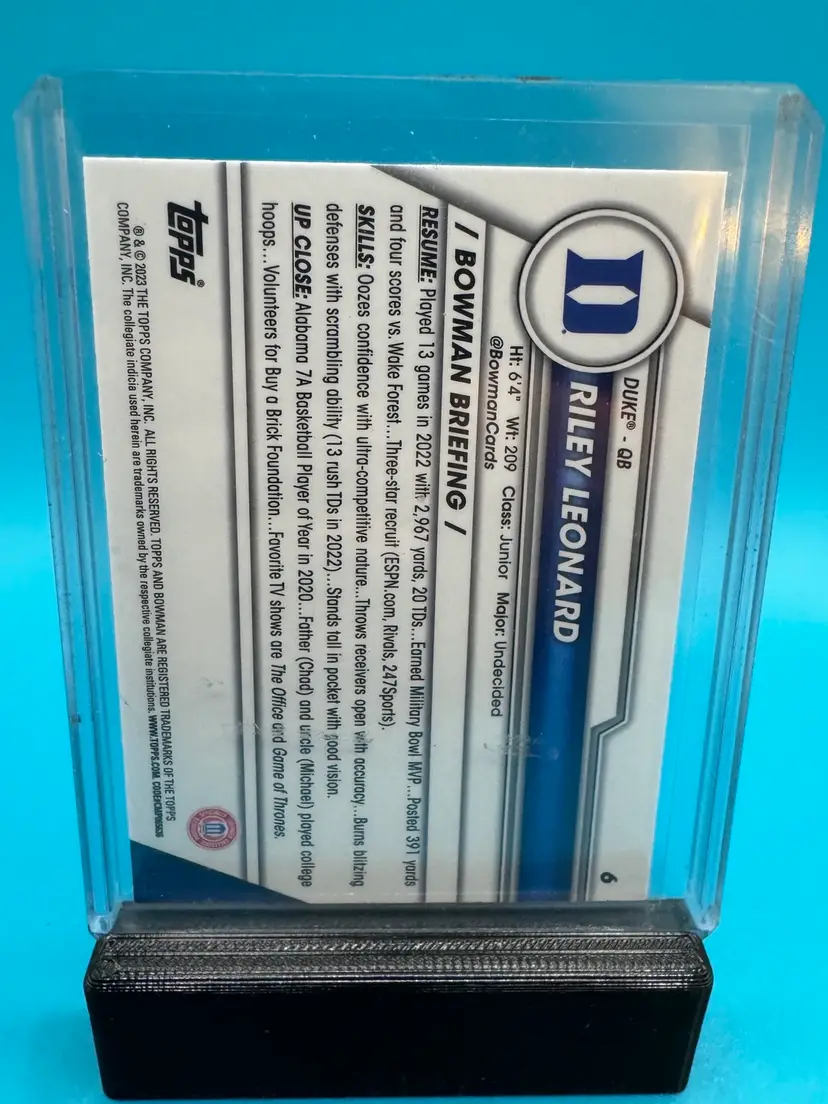 6
DUKE® - QB
RILEY LEONARD
Ht: 6'4" Wt: 209 Class: Junior Major: Undecided
@BowmanCards
/ BOWMAN BRIEFING /
RESUME: Played 13 games in 2022 with 2,967 yards, 20 TDs...Earned Military Bowl MVP...Posted 391 yards
and four scores vs. Wake Forest...Three-star recruit (ESPN.com, Rivals, 247Sports).
SKILLS: Oozes confidence with ultra-competitive nature...Throws receivers open with accuracy...Burns blitzing
defenses with scrambling ability (13 rush TDs in 2022)...Stands tall in pocket with good vision.
UP CLOSE: Alabama 7A Basketball Player of Year in 2020...Father (Chad) and uncle (Michael) played college
hoops...Volunteers for Buy a Brick Foundation...Favorite TV shows are The Office and Game of Thrones.
topps®
® & © 2023 THE TOPPS COMPANY, INC. ALL RIGHTS RESERVED. TOPPS AND BOWMAN ARE REGISTERED TRADEMARKS OF THE TOPPS
COMPANY, INC. The collegiate indicia used herein are trademarks owned by the respective collegiate institutions. WWW.TOPPS.COM. CODE#CMP065636